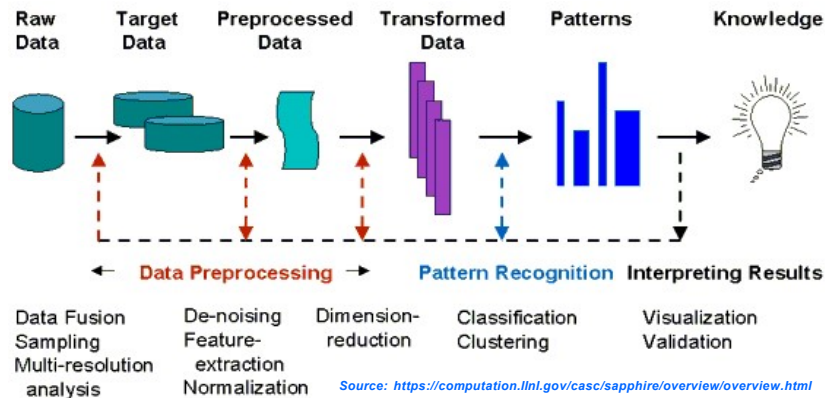 Raw Data
Target Data
Preprocessed Data
Transformed Data
Patterns
Knowledge
Data Preprocessing
Pattern Recognition
Interpreting Results
Data Fusion
Sampling
Multi-resolution
analysis
De-noising
Feature-
extraction
Normalization
Dimension-
reduction
Classification
Clustering
Visualization
Validation
Source: https://computation.llnl.gov/casc/sapphire/overview/overview.html